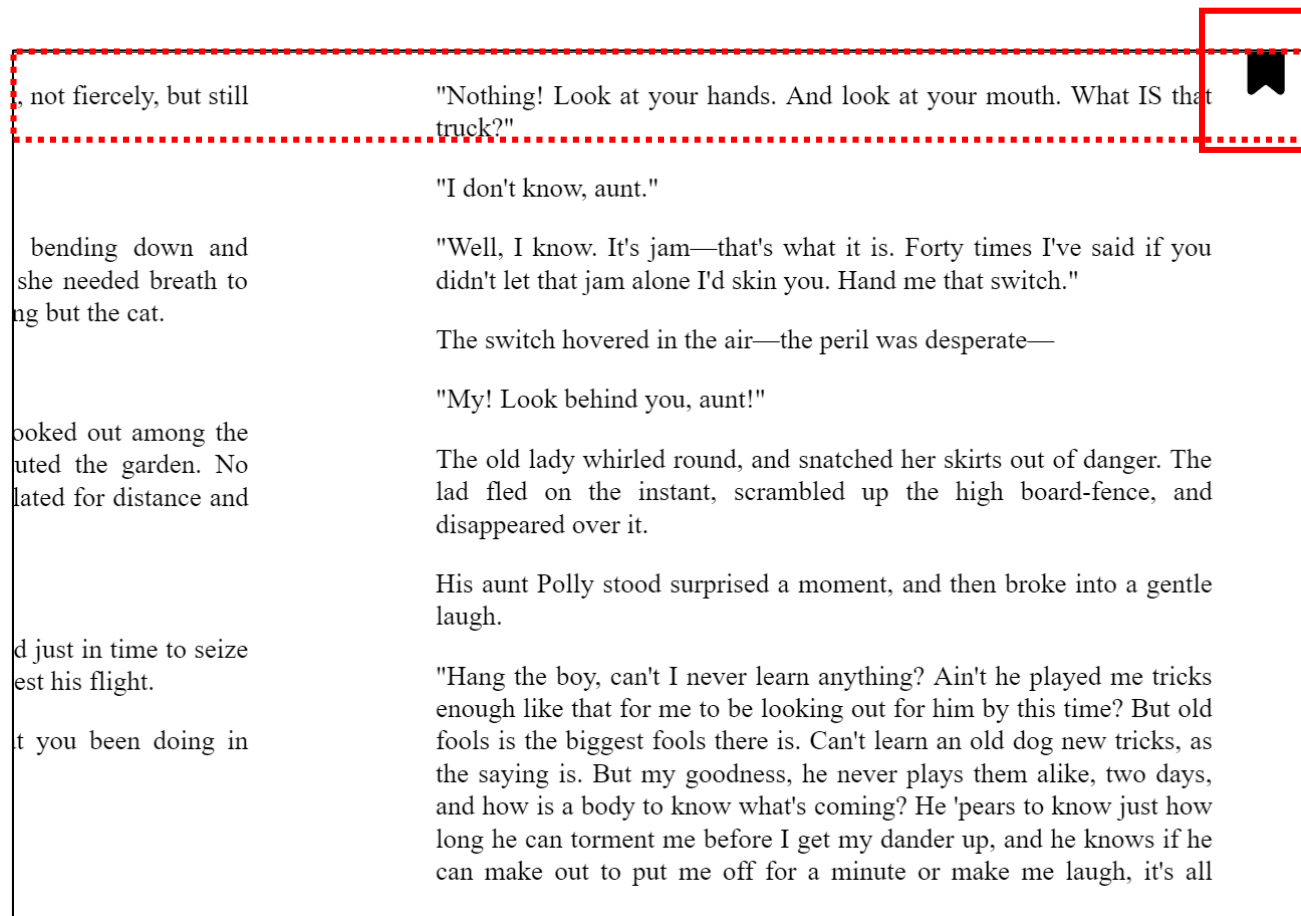 , not fiercely, but still
bending down and
she needed breath to
ng but the cat.
ooked out among the
uted the garden. No
lated for distance and
d just in time to seize
est his flight.
t you been doing in
"Nothing! Look at your hands. And look at your mouth. What IS that
truck?"
"I don't know, aunt."
"Well, I know. It's jam—that's what it is. Forty times I've said if you
didn't let that jam alone I'd skin you. Hand me that switch."
The switch hovered in the air—the peril was desperate—
"My! Look behind you, aunt!"
The old lady whirled round, and snatched her skirts out of danger. The
lad fled on the instant, scrambled up the high board-fence, and
disappeared over it.
His aunt Polly stood surprised a moment, and then broke into a gentle
laugh.
"Hang the boy, can't I never learn anything? Ain't he played me tricks
enough like that for me to be looking out for him by this time? But old
fools is the biggest fools there is. Can't learn an old dog new tricks, as
the saying is. But my goodness, he never plays them alike, two days,
and how is a body to know what's coming? He 'pears to know just how
long he can torment me before I get my dander up, and he knows if he
can make out to put me off for a minute or make me laugh, it's all